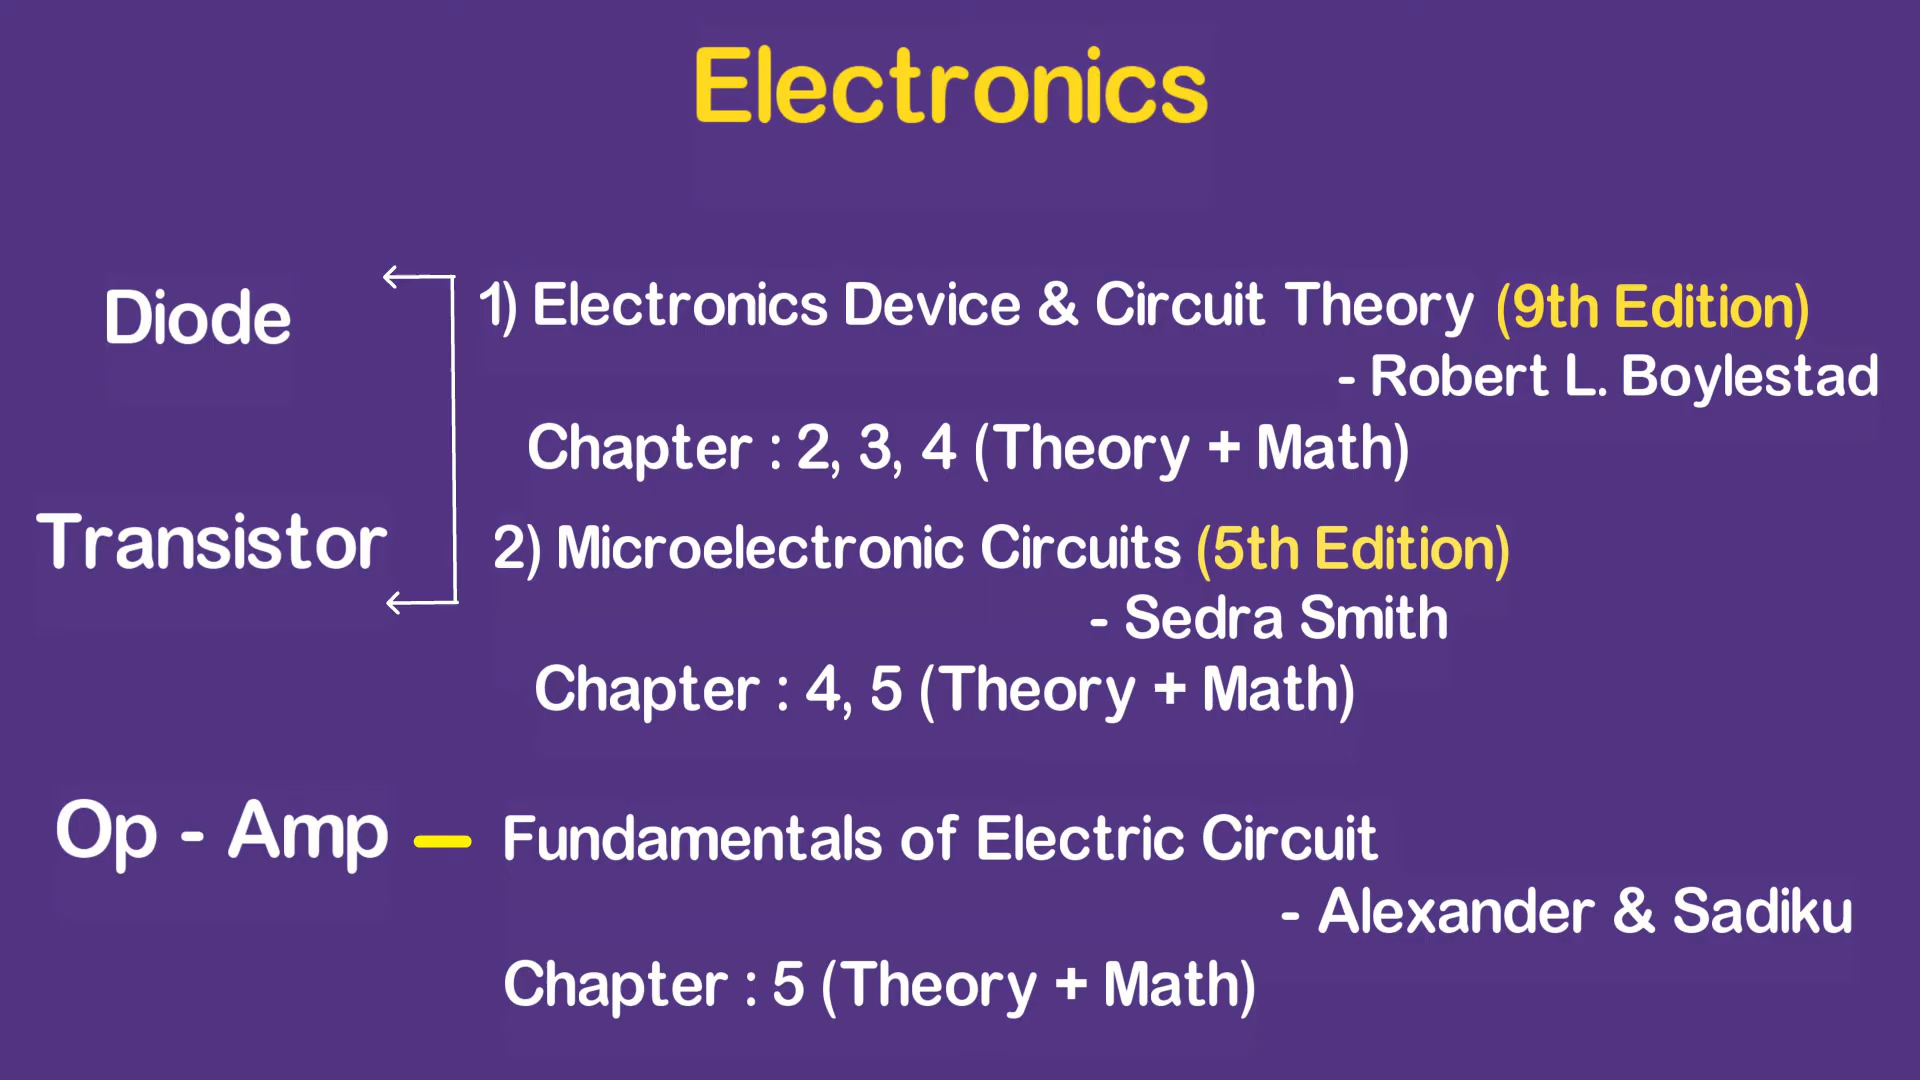 Electronics
Diode
1) Electronics Device & Circuit Theory (9th Edition)
- Robert L. Boylestad
Chapter : 2, 3, 4 (Theory + Math)
Transistor
2) Microelectronic Circuits (5th Edition)
- Sedra Smith
Chapter : 4, 5 (Theory + Math)
Op - Amp — Fundamentals of Electric Circuit
- Alexander & Sadiku
Chapter : 5 (Theory + Math)